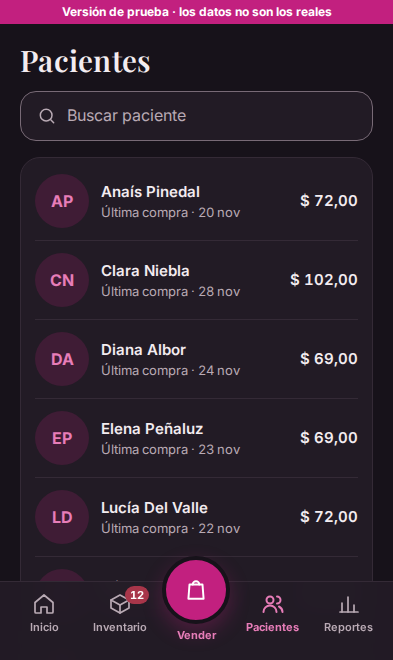 Versión de prueba · los datos no son los reales
Pacientes
Buscar paciente
AP
Anaís Pinedal
Última compra · 20 nov
$ 72,00
CN
Clara Niebla
Última compra · 28 nov
$ 102,00
DA
Diana Albor
Última compra · 24 nov
$ 69,00
EP
Elena Peñaluz
Última compra · 23 nov
$ 69,00
LD
Lucía Del Valle
Última compra · 22 nov
$ 72,00
12
Inicio
Inventario
Vender
Pacientes
Reportes